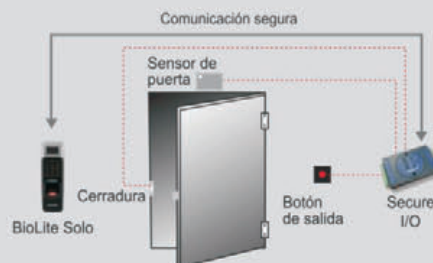 Comunicación segura
Sensor de
puerta
Cerradura
BioLite Solo
Botón
de salida
Secure
I/O